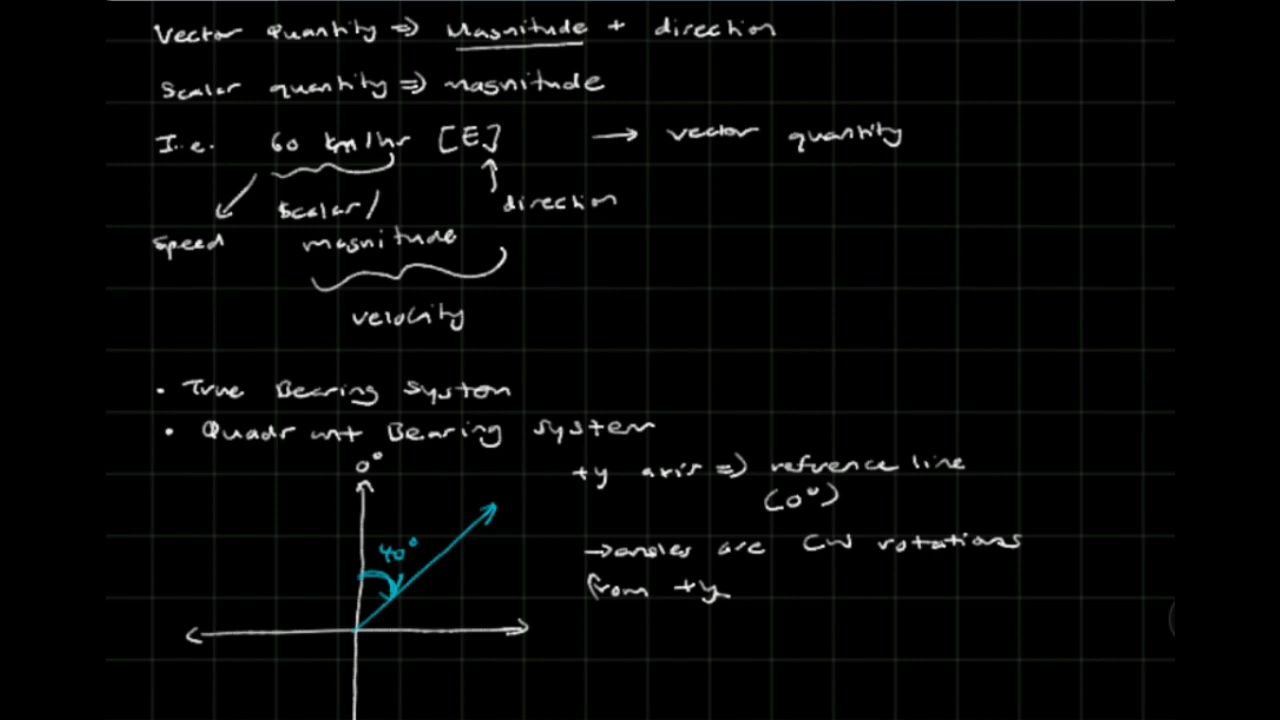 Vector Quantity => Magnitude + direction
Scalar quantity => magnitude
I.e. 60 km/hr [E] → vector quantity
scalar/ direction
speed magnitude
velocity
• True Bearing System
• Quadrant Bearing system
0°
+y axis => reference line
(0°)
40°
→angles are CW rotations
from +y